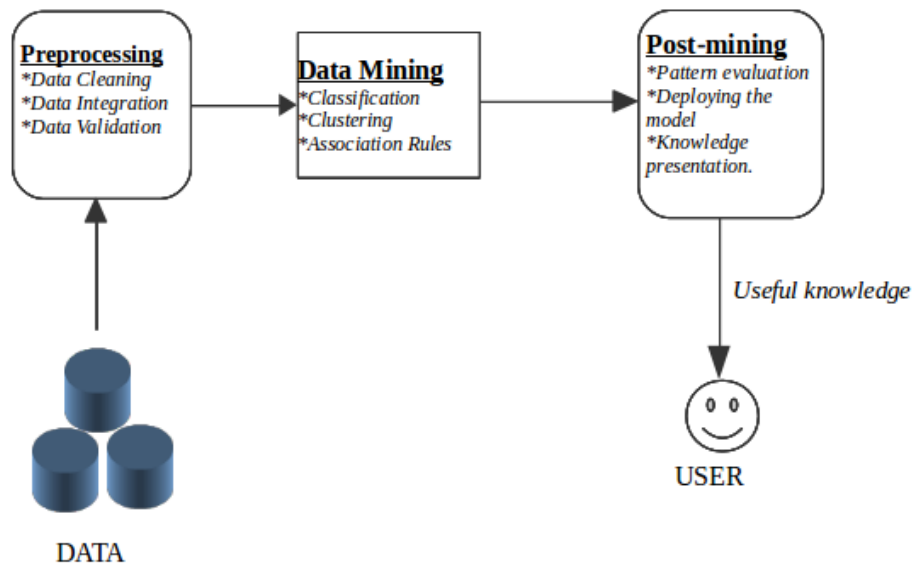 Preprocessing
*Data Cleaning
*Data Integration
*Data Validation
Data Mining
*Classification
*Clustering
*Association Rules
Post-mining
*Pattern evaluation
*Deploying the
model
*Knowledge
presentation.
Useful knowledge
USER
DATA